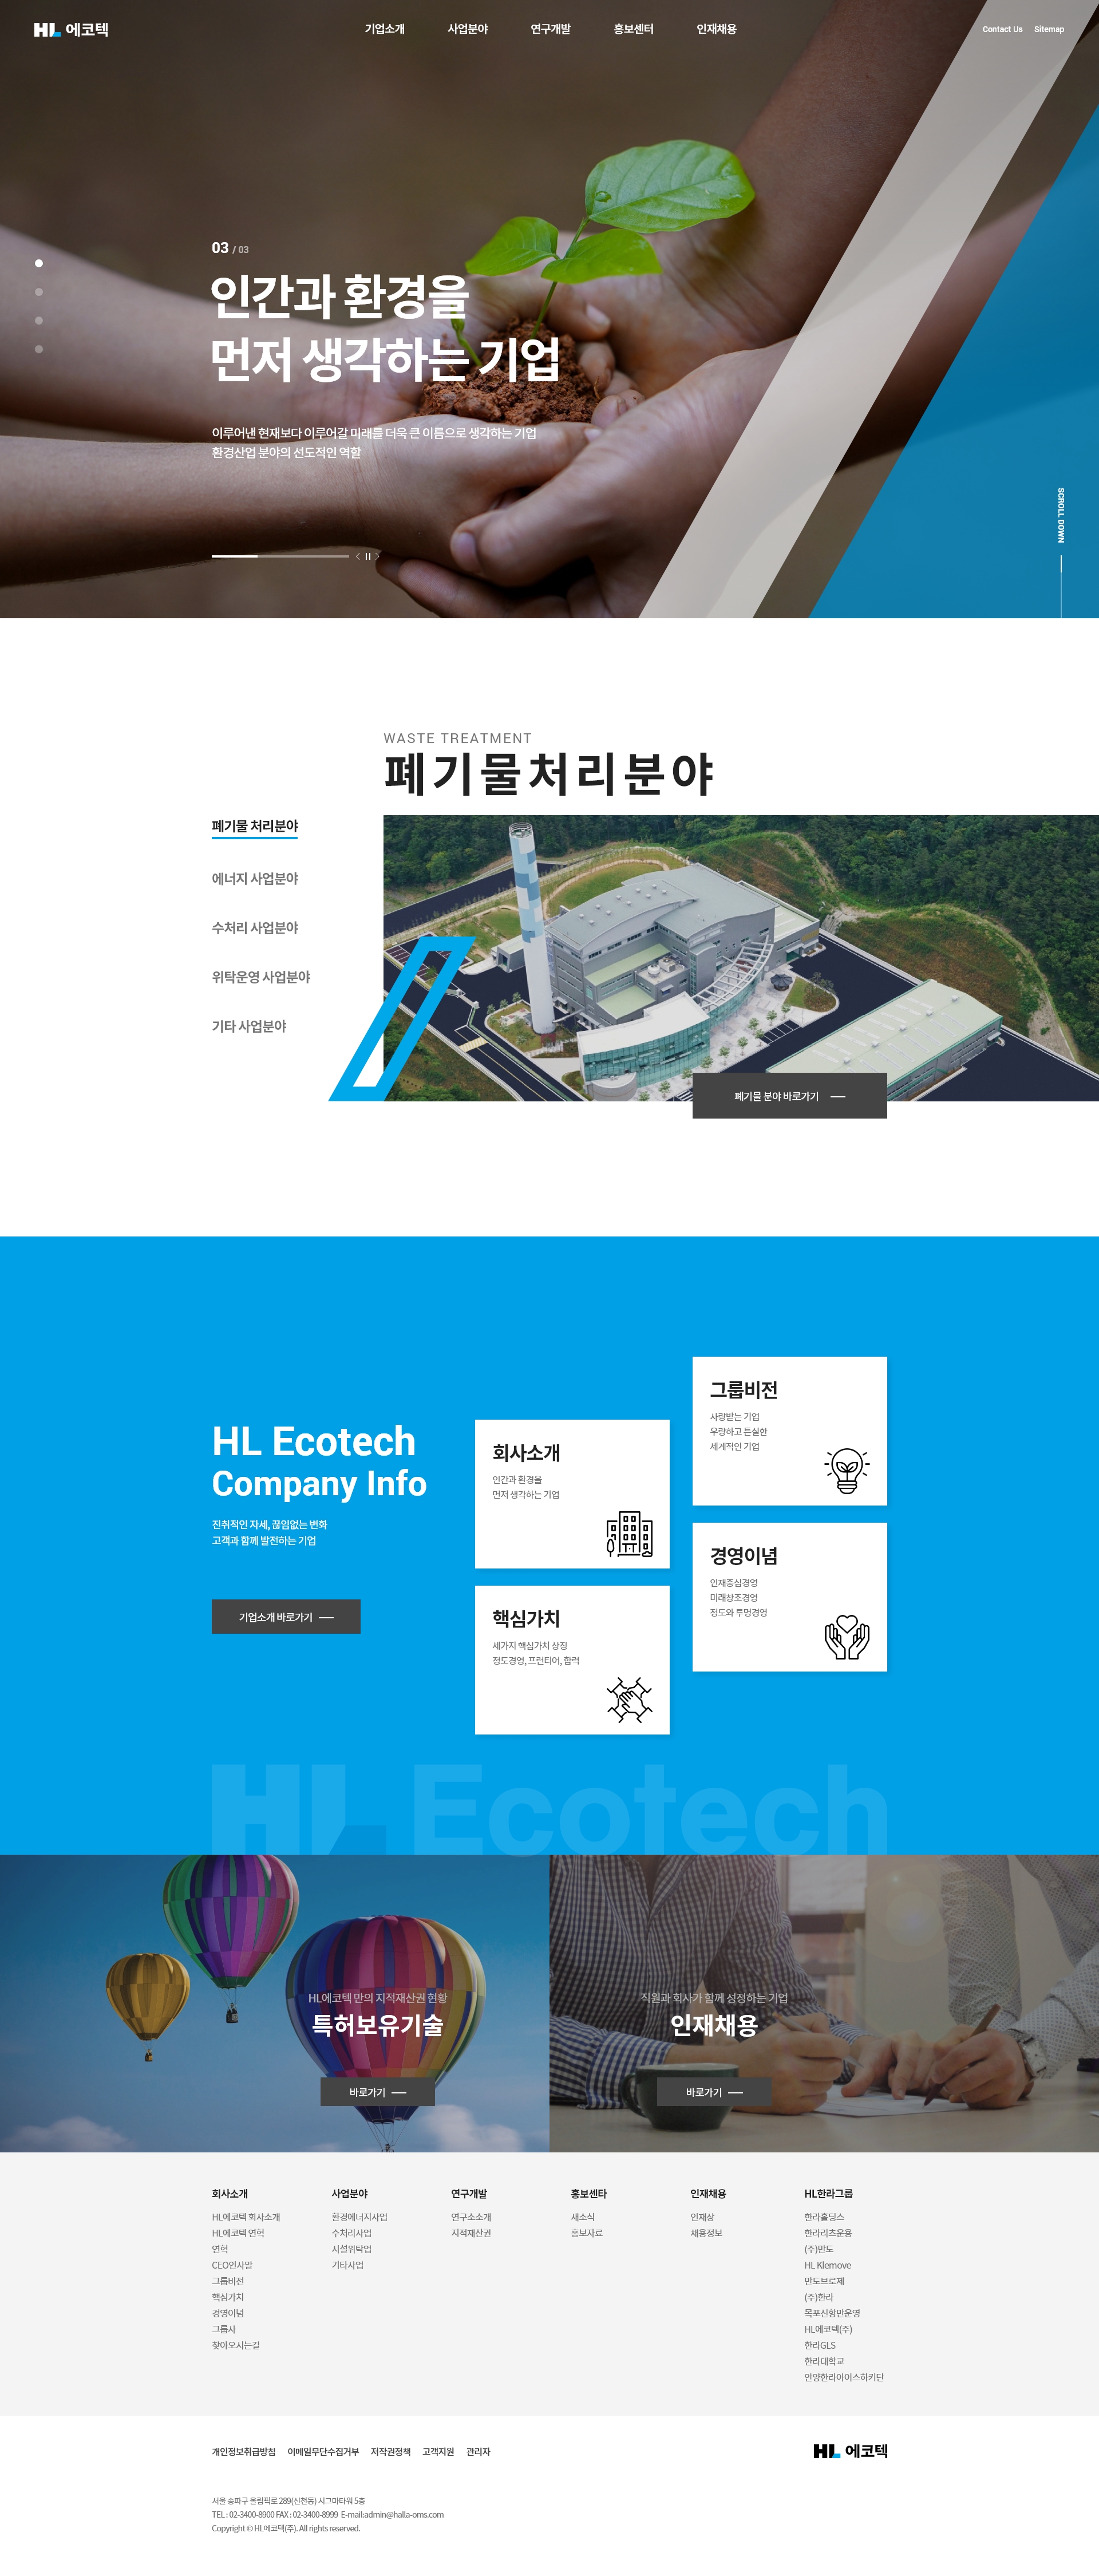 HL 에코텍
기업소개 사업분야 연구개발 홍보센터 인재채용
Contact Us Sitemap
03 / 03
인간과 환경을
먼저 생각하는 기업
이루어낸 현재보다 이루어갈 미래를 더욱 큰 이름으로 생각하는 기업
환경산업 분야의 선도적인 역할
SCROLL DOWN
WASTE TREATMENT
폐기물처리분야
폐기물 처리분야
에너지 사업분야
수처리 사업분야
위탁운영 사업분야
기타 사업분야
폐기물 분야 바로가기
HL Ecotech
Company Info
진취적인 자세, 끊임없는 변화
고객과 함께 발전하는 기업
기업소개 바로가기
회사소개
인간과 환경을
먼저 생각하는 기업
핵심가치
세가지 핵심가치 상징
정도경영, 프런티어, 합력
그룹비전
사랑받는 기업
우량하고 튼실한
세계적인 기업
경영이념
인재중심경영
미래창조경영
정도와 투명경영
HL Ecotech
HL에코텍 만의 지적재산권 현황
특허보유기술
바로가기
직원과 회사가 함께 성정하는 기업
인재채용
바로가기
회사소개
HL에코텍 회사소개
HL에코텍 연혁
연혁
CEO인사말
그룹비전
핵심가치
경영이념
그룹사
찾아오시는길
사업분야
환경에너지사업
수처리사업
시설위탁업
기타사업
연구개발
연구소소개
지적재산권
홍보센타
새소식
홍보자료
인재채용
인재상
채용정보
HL한라그룹
한라홀딩스
한라리츠운용
(주)만도
HL Klemove
만도브로제
(주)한라
목포신항만운영
HL에코텍(주)
한라GLS
한라대학교
안양한라아이스하키단
개인정보취급방침 이메일무단수집거부 저작권정책 고객지원 관리자
HL 에코텍
서울 송파구 올림픽로 289(신천동) 시그마타워 5층
TEL : 02-3400-8900 FAX : 02-3400-8999 E-mail:admin@halla-oms.com
Copyright © HL에코텍(주). All rights reserved.